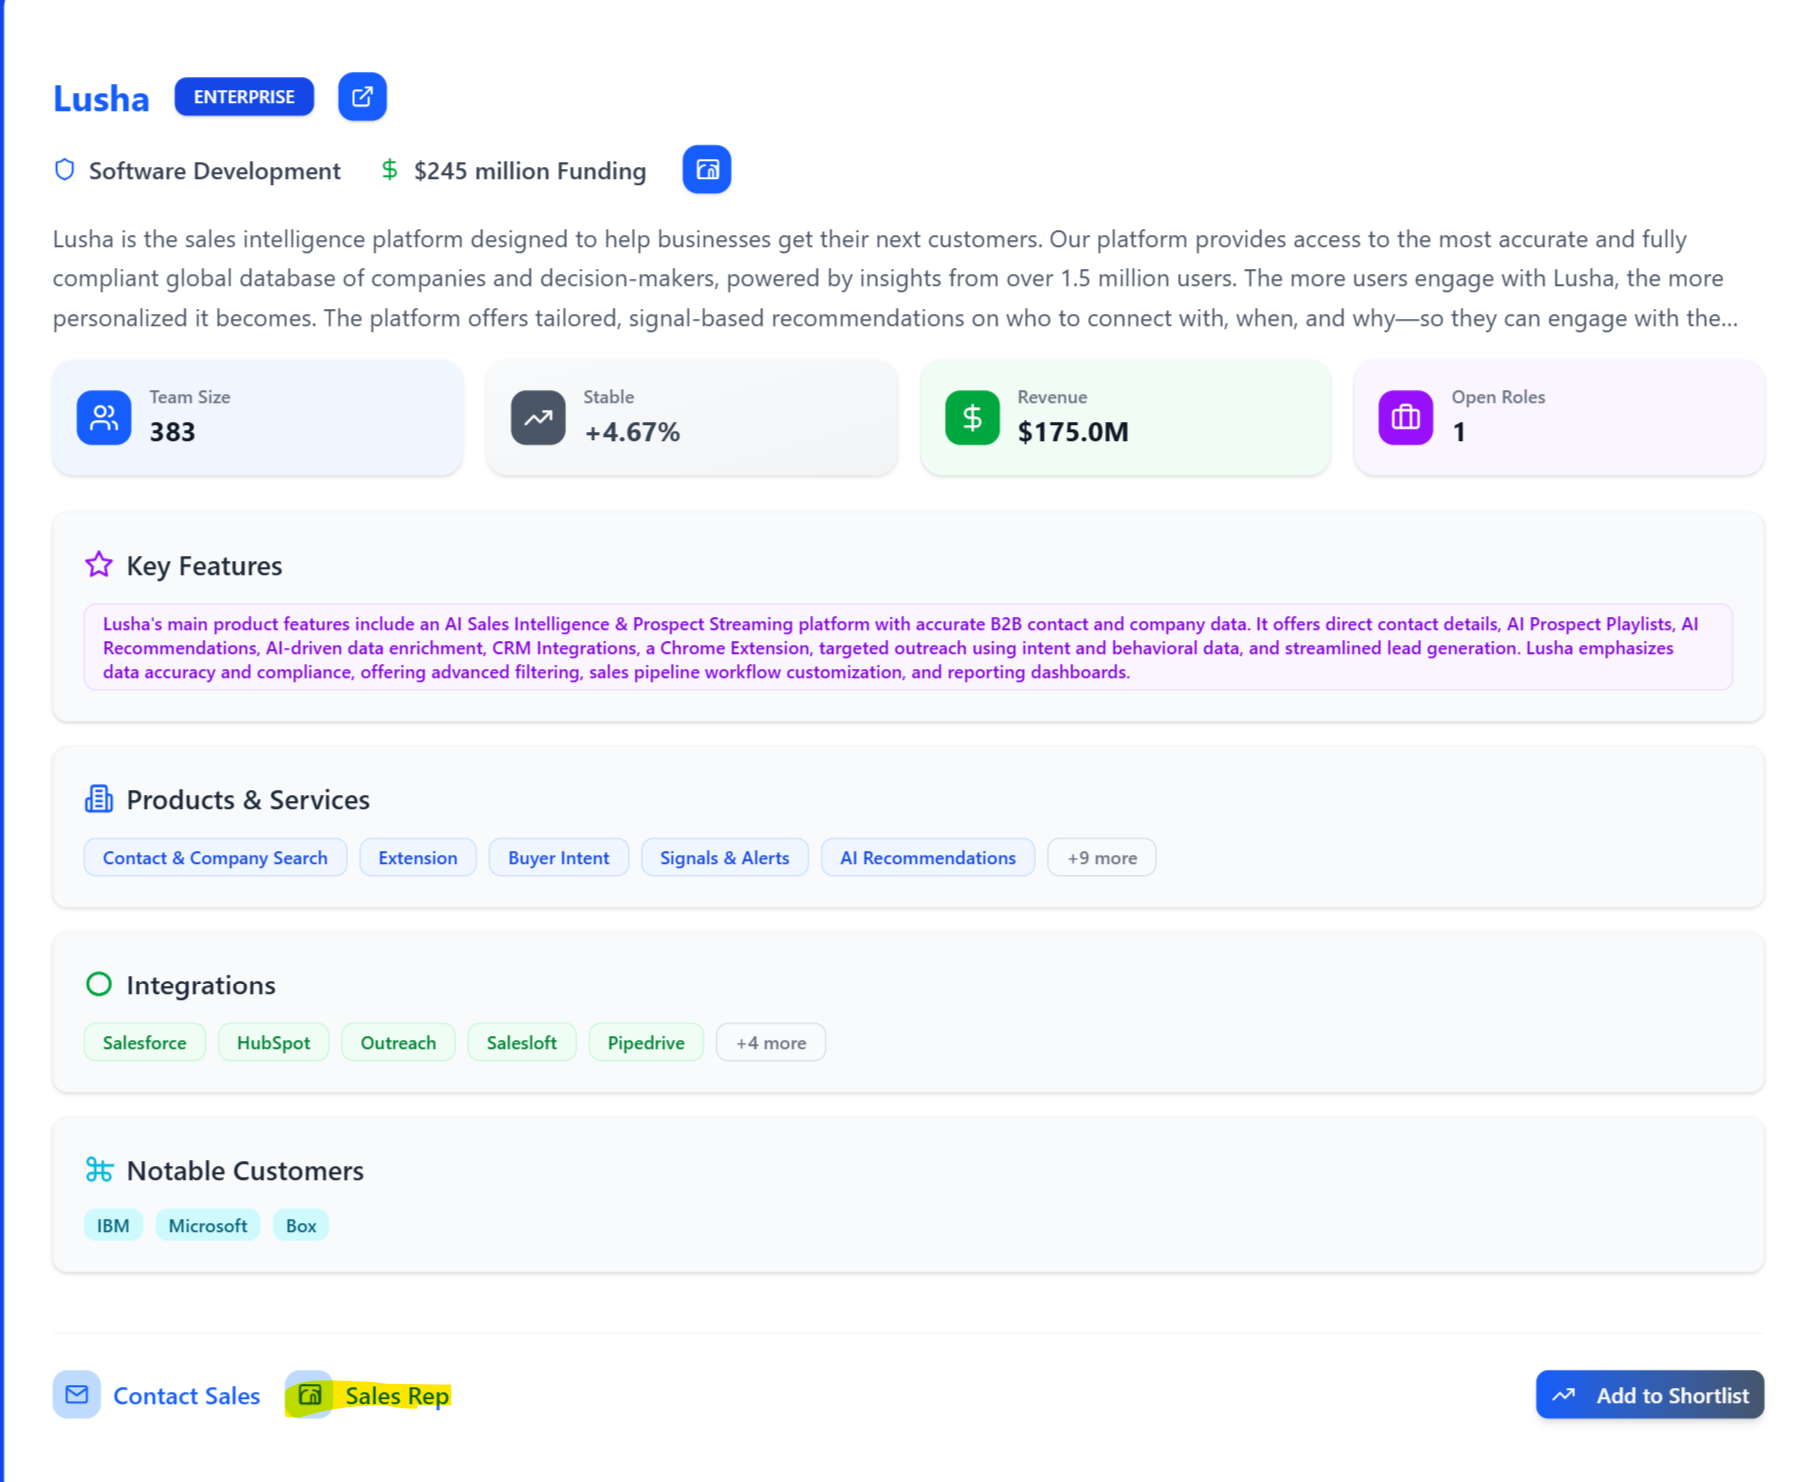 Lusha ENTERPRISE
Software Development $245 million Funding
Lusha is the sales intelligence platform designed to help businesses get their next customers. Our platform provides access to the most accurate and fully
compliant global database of companies and decision-makers, powered by insights from over 1.5 million users. The more users engage with Lusha, the more
personalized it becomes. The platform offers tailored, signal-based recommendations on who to connect with, when, and why—so they can engage with the...
Team Size
383
Stable
+4.67%
Revenue
$175.0M
Open Roles
1
Key Features
Lusha's main product features include an AI Sales Intelligence & Prospect Streaming platform with accurate B2B contact and company data. It offers direct contact details, AI Prospect Playlists, AI
Recommendations, AI-driven data enrichment, CRM Integrations, a Chrome Extension, targeted outreach using intent and behavioral data, and streamlined lead generation. Lusha emphasizes
data accuracy and compliance, offering advanced filtering, sales pipeline workflow customization, and reporting dashboards.
Products & Services
Contact & Company Search Extension Buyer Intent Signals & Alerts AI Recommendations +9 more
Integrations
Salesforce HubSpot Outreach Salesloft Pipedrive +4 more
Notable Customers
IBM Microsoft Box
Contact Sales Sales Rep Add to Shortlist